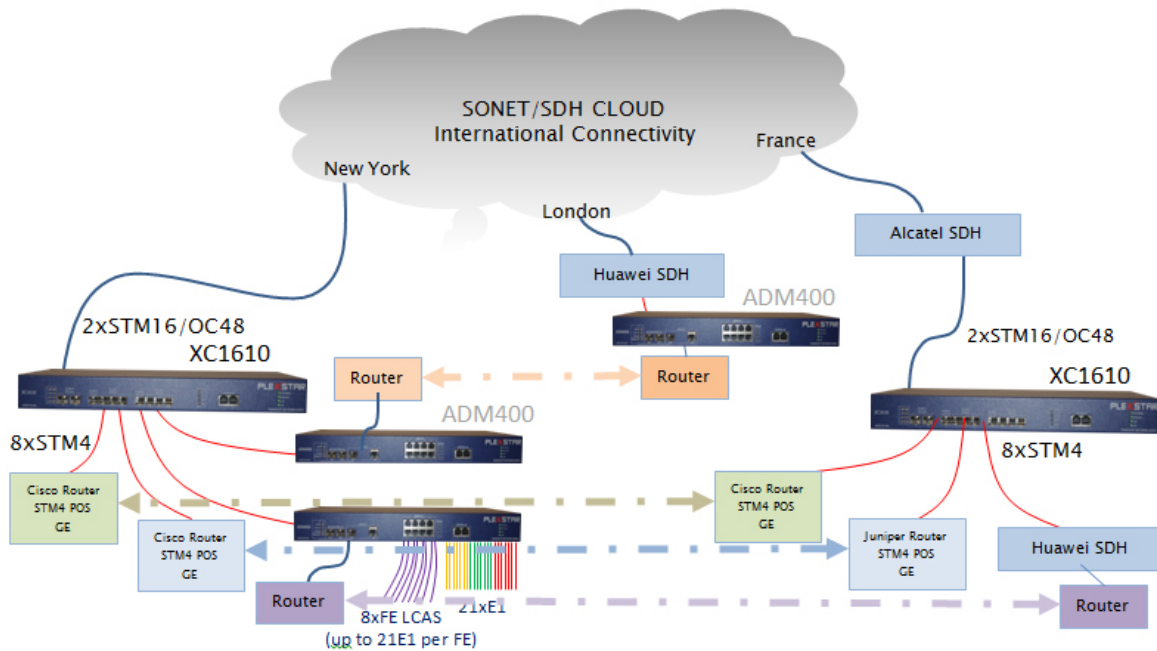 SONET/SDH CLOUD
International Connectivity
France
New York
London
Alcatel SDH
Huawei SDH
ADM400
2xSTM16/OC48
XC1610
PLEXSTAR
Router
Router
2xSTM16/OC48
XC1610
ADM400
8xSTM4
8xSTM4
Cisco Router
STM4 POS
GE
Cisco Router
STM4 POS
GE
Cisco Router
STM4 POS
GE
Juniper Router
STM4 POS
GE
Huawei SDH
Router
8xFE LCAS
(up to 21E1 per FE)
21xE1
Router